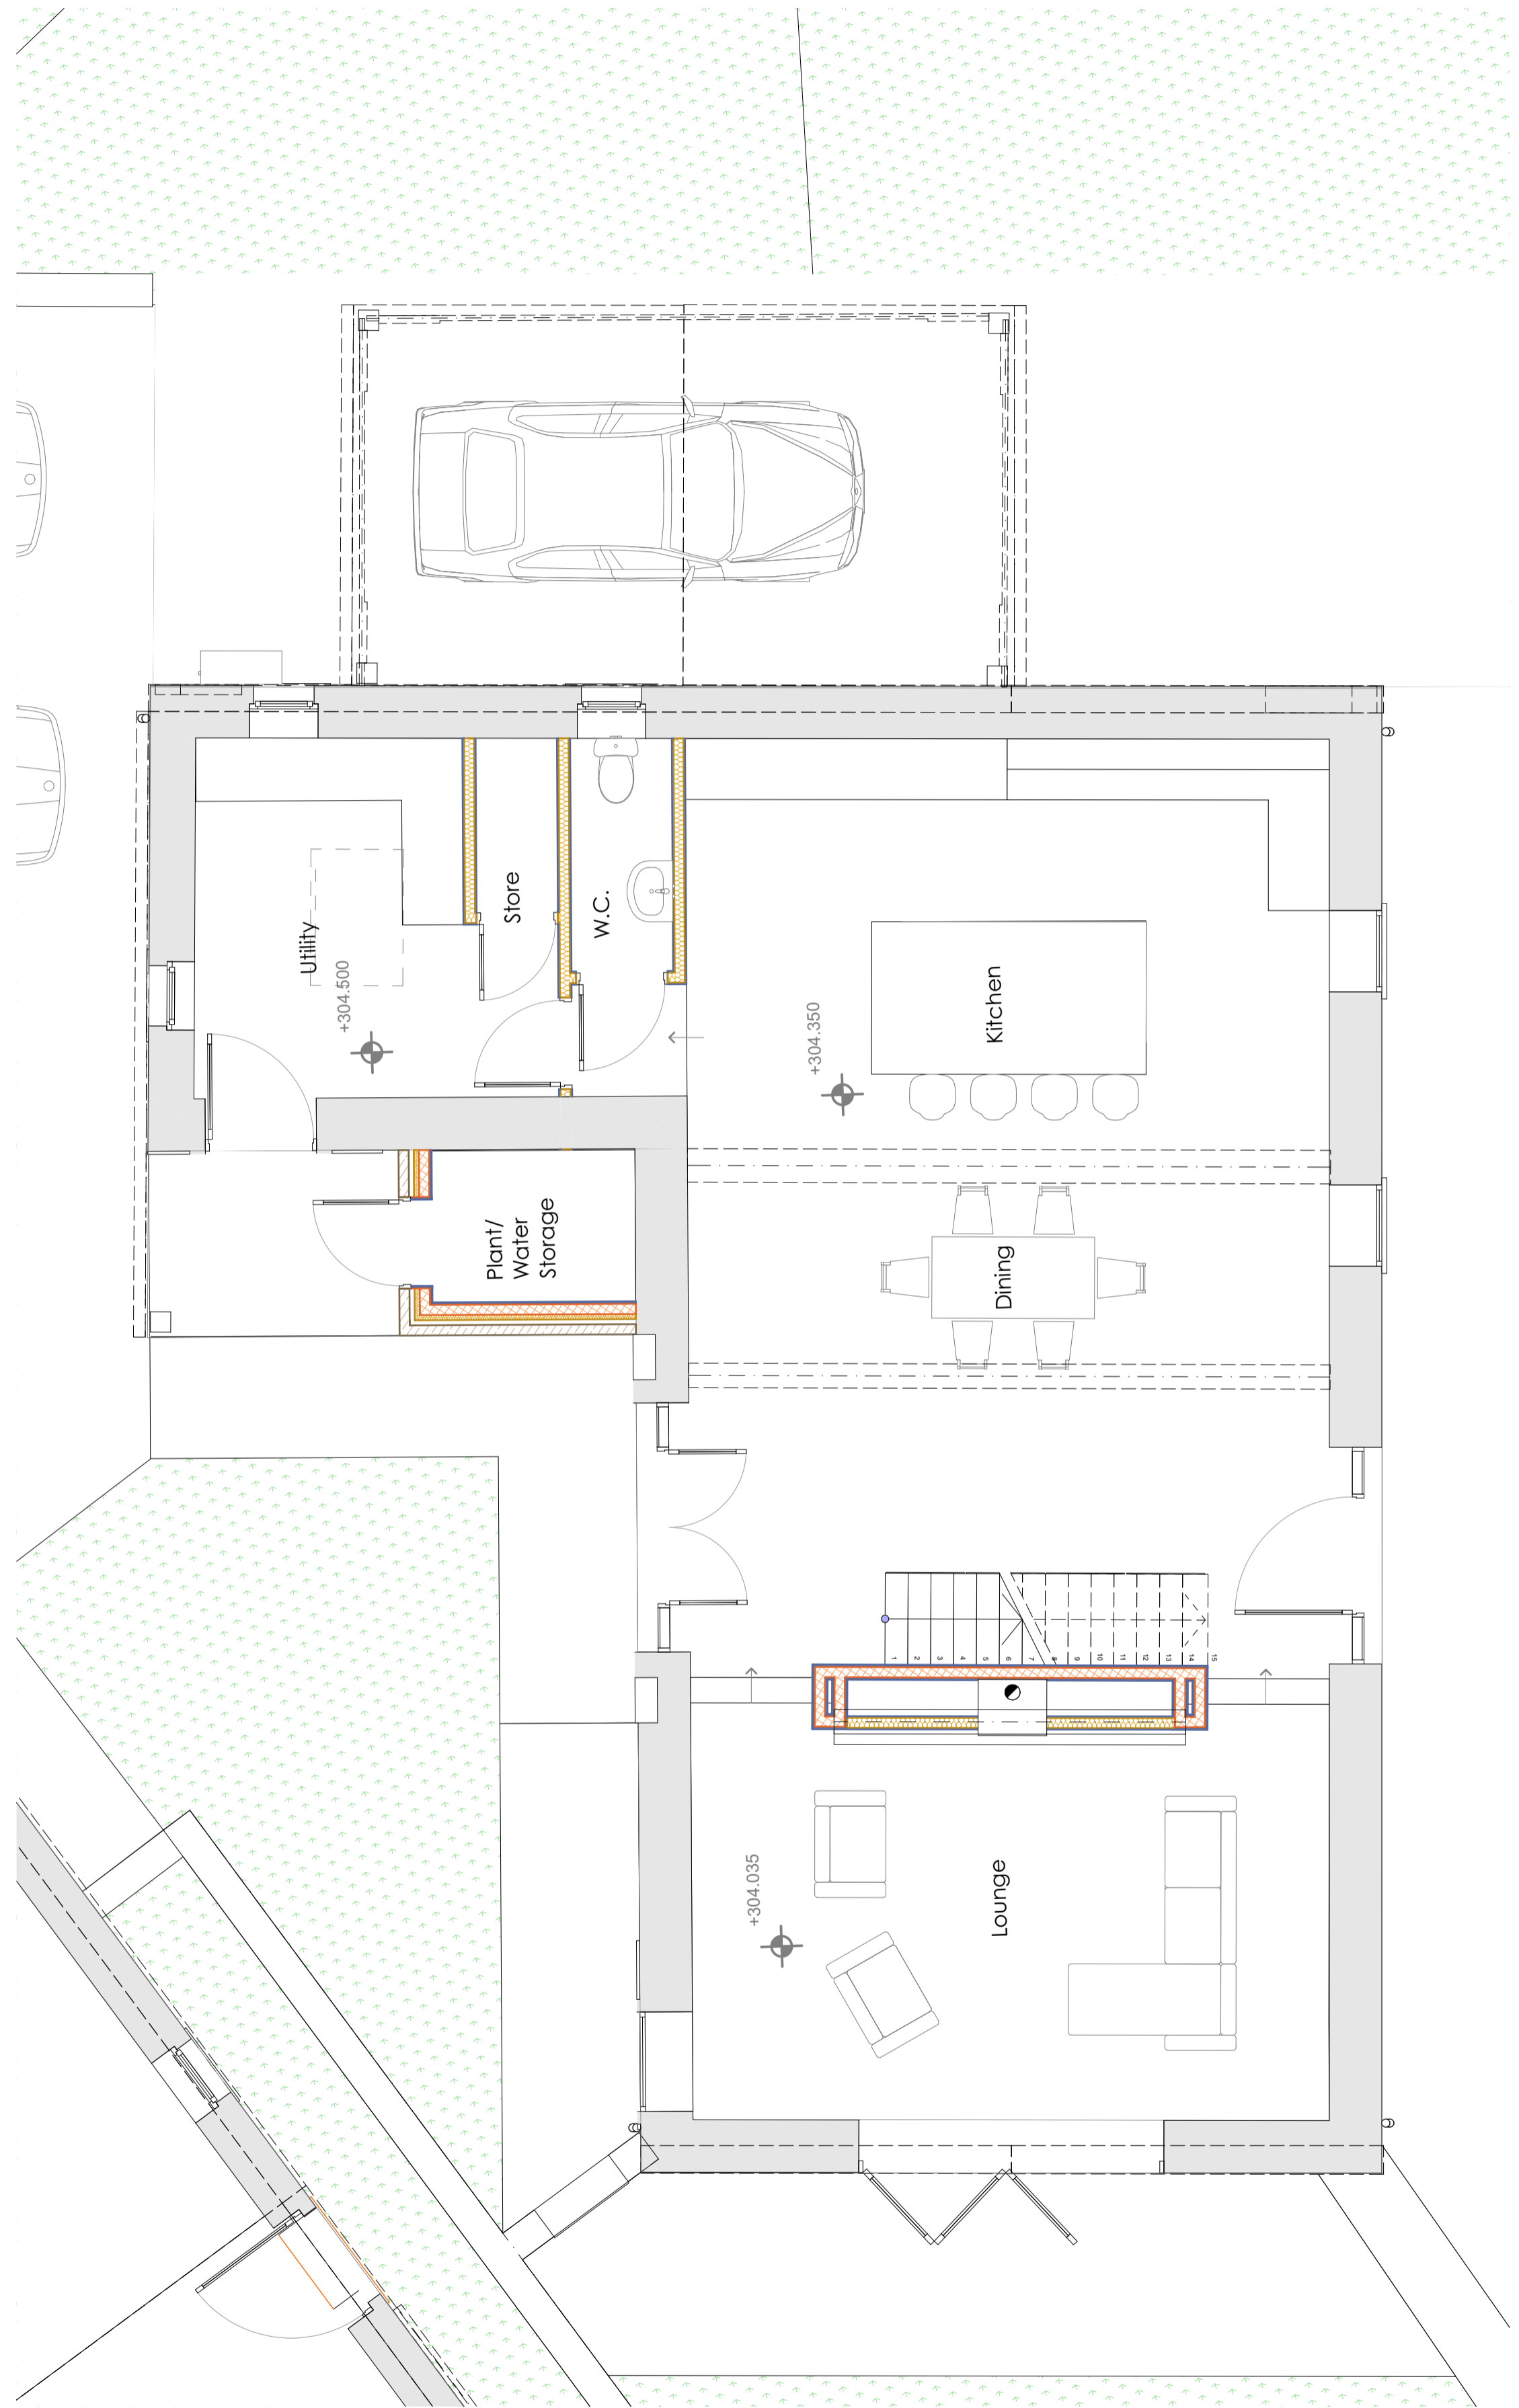 Utility
+304.500
Store
W.C.
+304.350
Kitchen
Plant/
Water
Storage
Dining
1
2
3
4
5
6
7
8
9
10
11
12
13
14
15
+304.035
Lounge